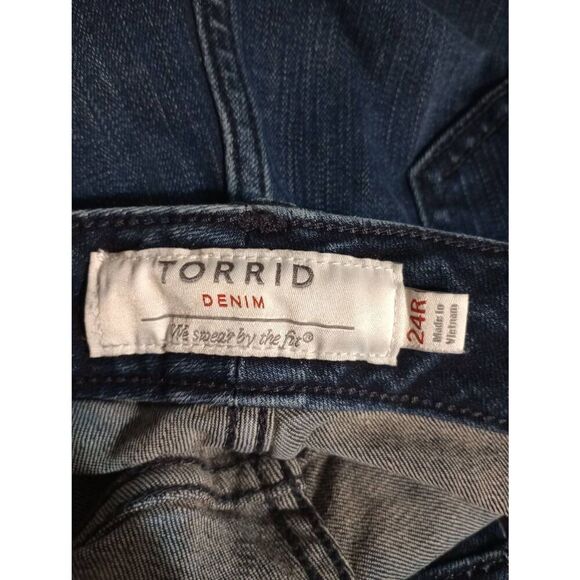 TORRID
DENIM
We swear by the fit®
24R
Made in
Vietnam